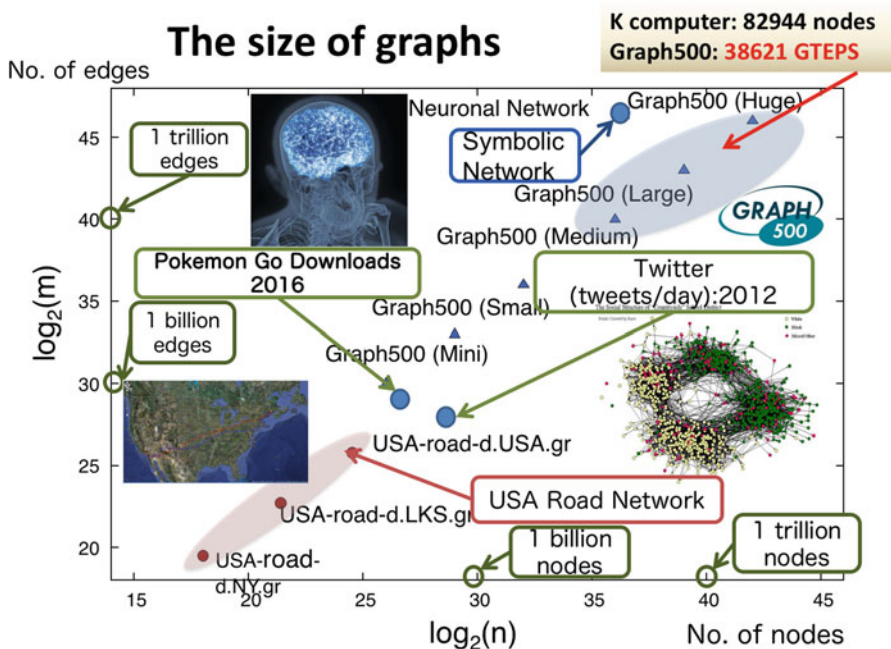 The size of graphs
K computer: 82944 nodes
Graph500: 38621 GTEPS
No. of edges
45
40
35
30
25
20
log2(m)
1 trillion
edges
1 billion
edges
Neuronal Network
Graph500 (Huge)
Symbolic
Network
Graph500 (Large)
GRAPH
500
Graph500 (Medium)
Pokemon Go Downloads
2016
Twitter
(tweets/day):2012
Graph500 (Small)
Graph500 (Mini)
White
Black
USA-road-d.USA.gr
USA Road Network
USA-road-d.LKS.gr
USA-road-
d.NY.gr
1 billion
nodes
1 trillion
nodes
14 20 30 35 40 45
log2(n)
No. of nodes